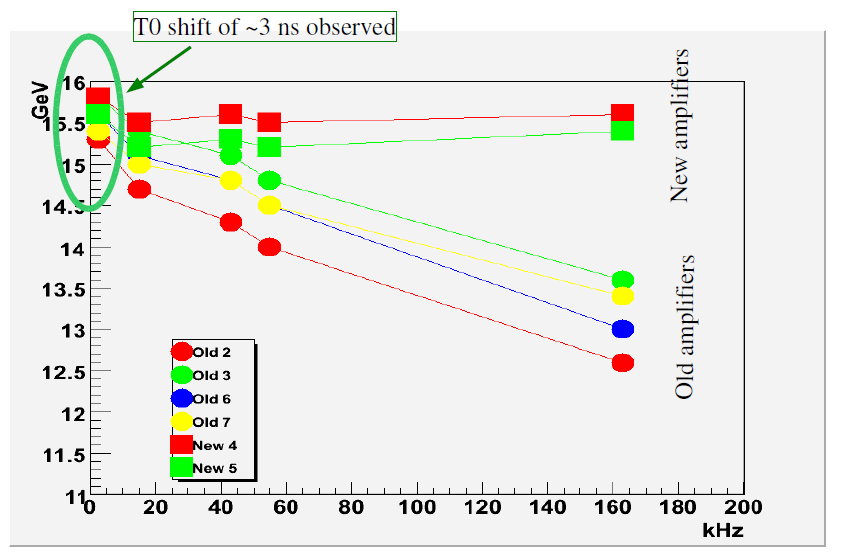 T0 shift of ~3 ns observed
GeV
16
15.5
15
14.5
14
13.5
13
12.5
12
11.5
11
0 20 40 60 80 100 120 140 160 180 200
kHz
New amplifiers
Old amplifiers
Old 2
Old 3
Old 6
Old 7
New 4
New 5